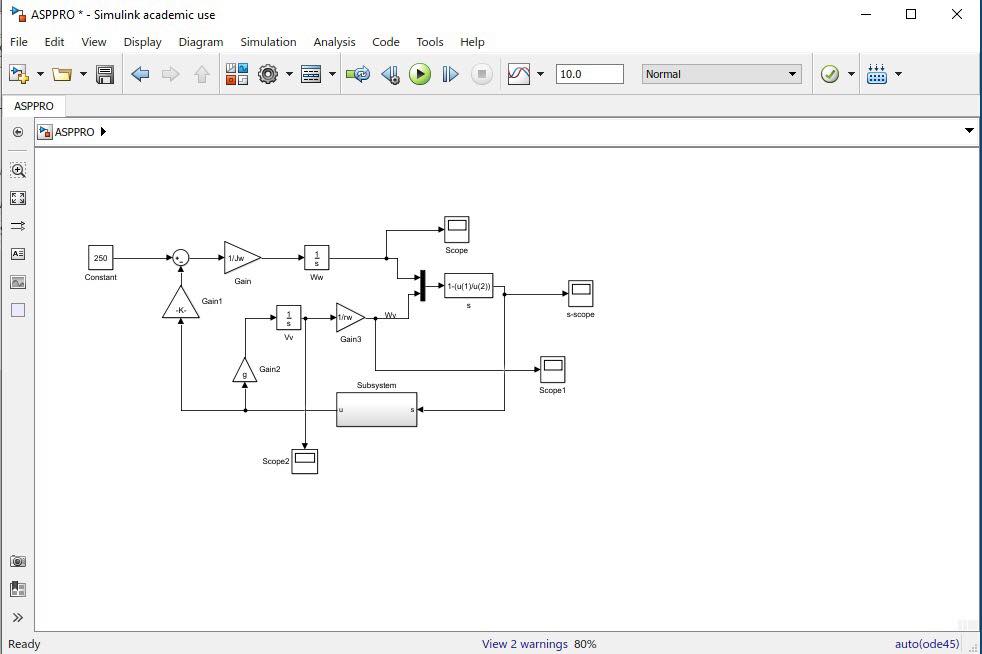 ASPPRO * - Simulink academic use
File Edit View Display Diagram Simulation Analysis Code Tools Help
10.0 Normal
ASPPRO
ASPPRO
Scope
250
Constant
+
-
1/Jw
Gain
1
s
Ww
1-(u(1)/u(2))
s
s-scope
-K-
Gain1
1
s
Vv
1/rw
Gain3
Wv
g
Gain2
Scope1
Subsystem
u s
Scope2
Ready View 2 warnings 80% auto(ode45)